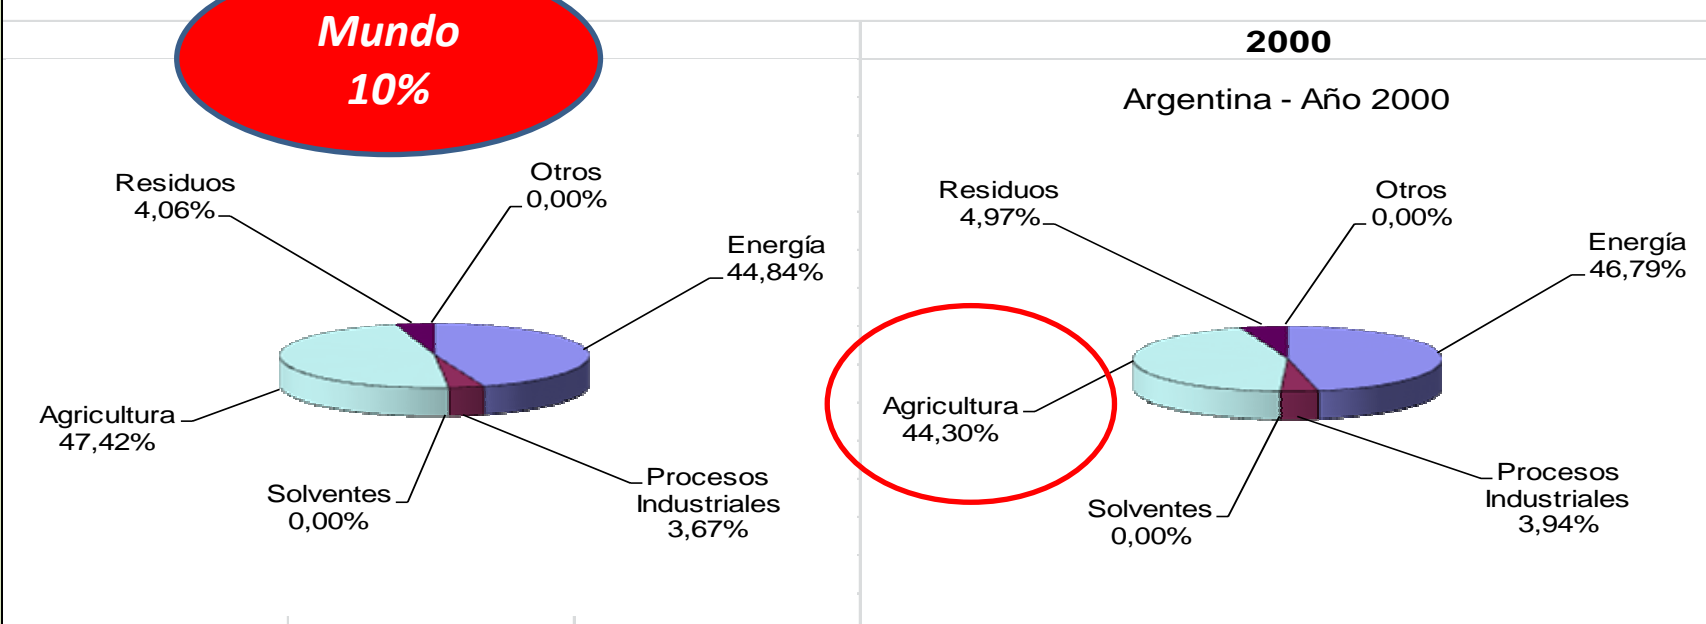 Mundo
10%
Residuos
4,06%
Otros
0,00%
Energía
44,84%
Agricultura
47,42%
Solventes
0,00%
Procesos
Industriales
3,67%
2000
Argentina - Año 2000
Residuos
4,97%
Otros
0,00%
Energía
46,79%
Agricultura
44,30%
Solventes
0,00%
Procesos
Industriales
3,94%